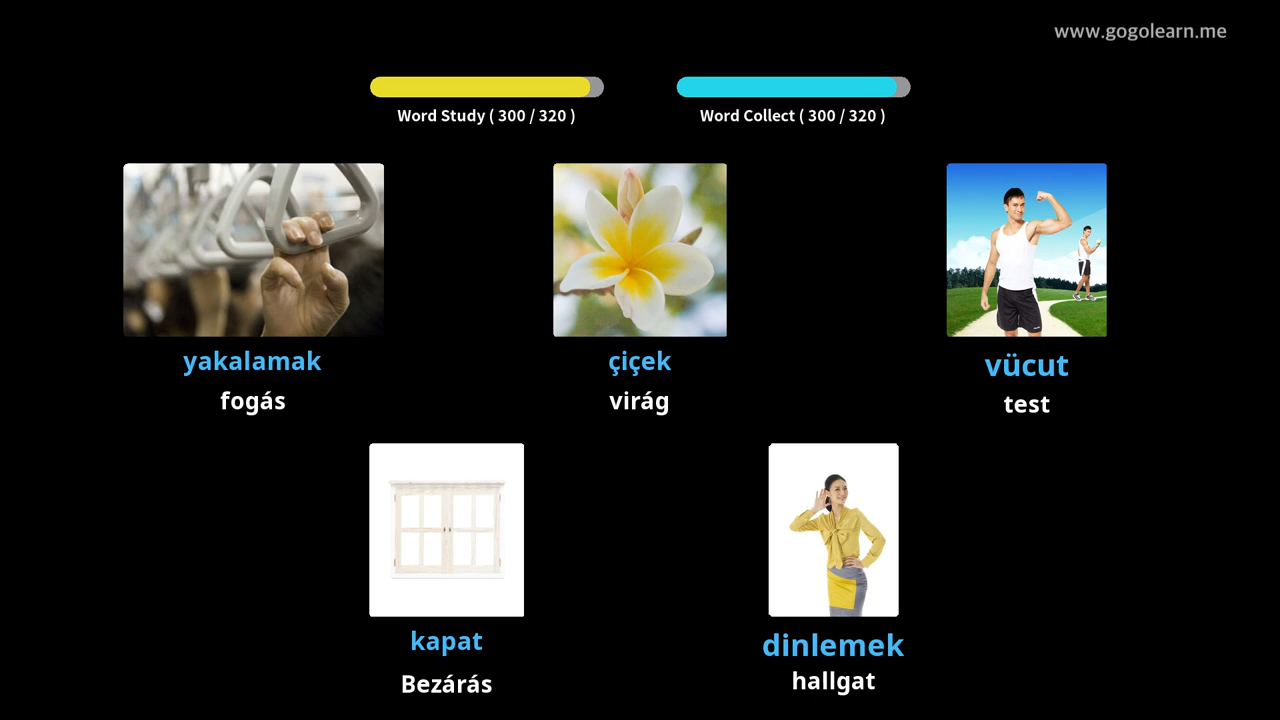 www.gogolearn.me
Word Study ( 300 / 320 )
Word Collect ( 300 / 320 )
yakalamak
fogás
çiçek
virág
vücut
test
kapat
Bezárás
dinlemek
hallgat